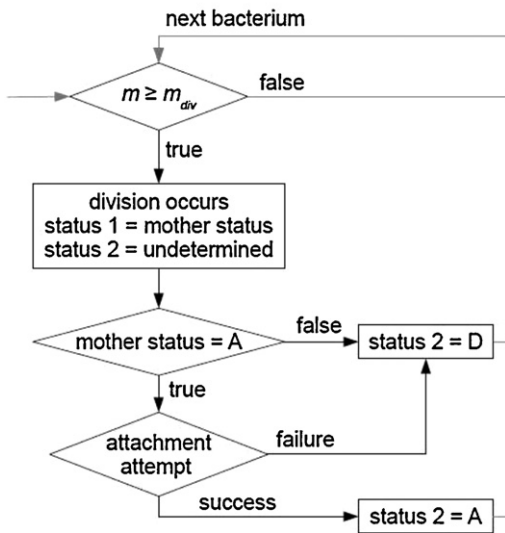 next bacterium
m ≥ m_div
false
true
division occurs
status 1 = mother status
status 2 = undetermined
mother status = A
false
status 2 = D
true
attachment
attempt
failure
success
status 2 = A